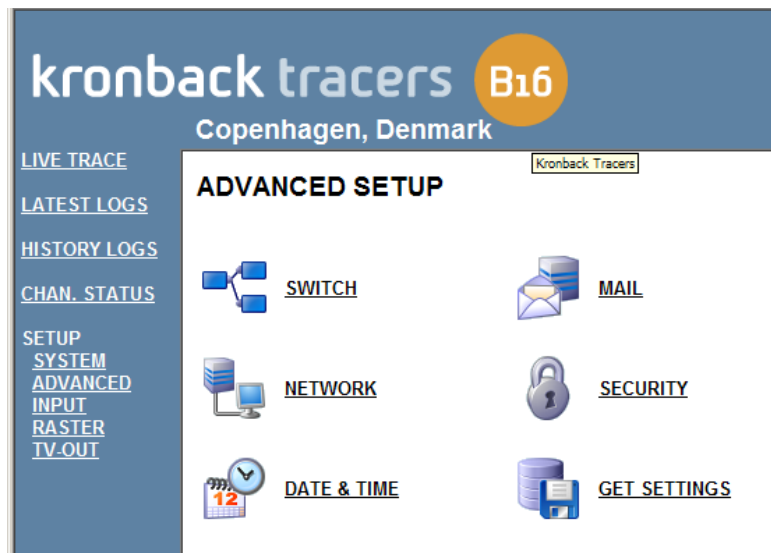 kronback tracers B16
Copenhagen, Denmark
Kronback Tracers
LIVE TRACE
LATEST LOGS
HISTORY LOGS
CHAN. STATUS
SETUP
SYSTEM
ADVANCED
INPUT
RASTER
TV-OUT
ADVANCED SETUP
SWITCH
MAIL
NETWORK
SECURITY
12
DATE & TIME
GET SETTINGS